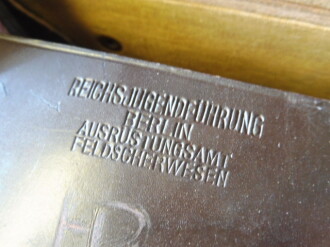 REICHSJUGENDFÜHRUNG
BERLIN
AUSRÜSTUNGSAMT
FELDSCHERWESEN